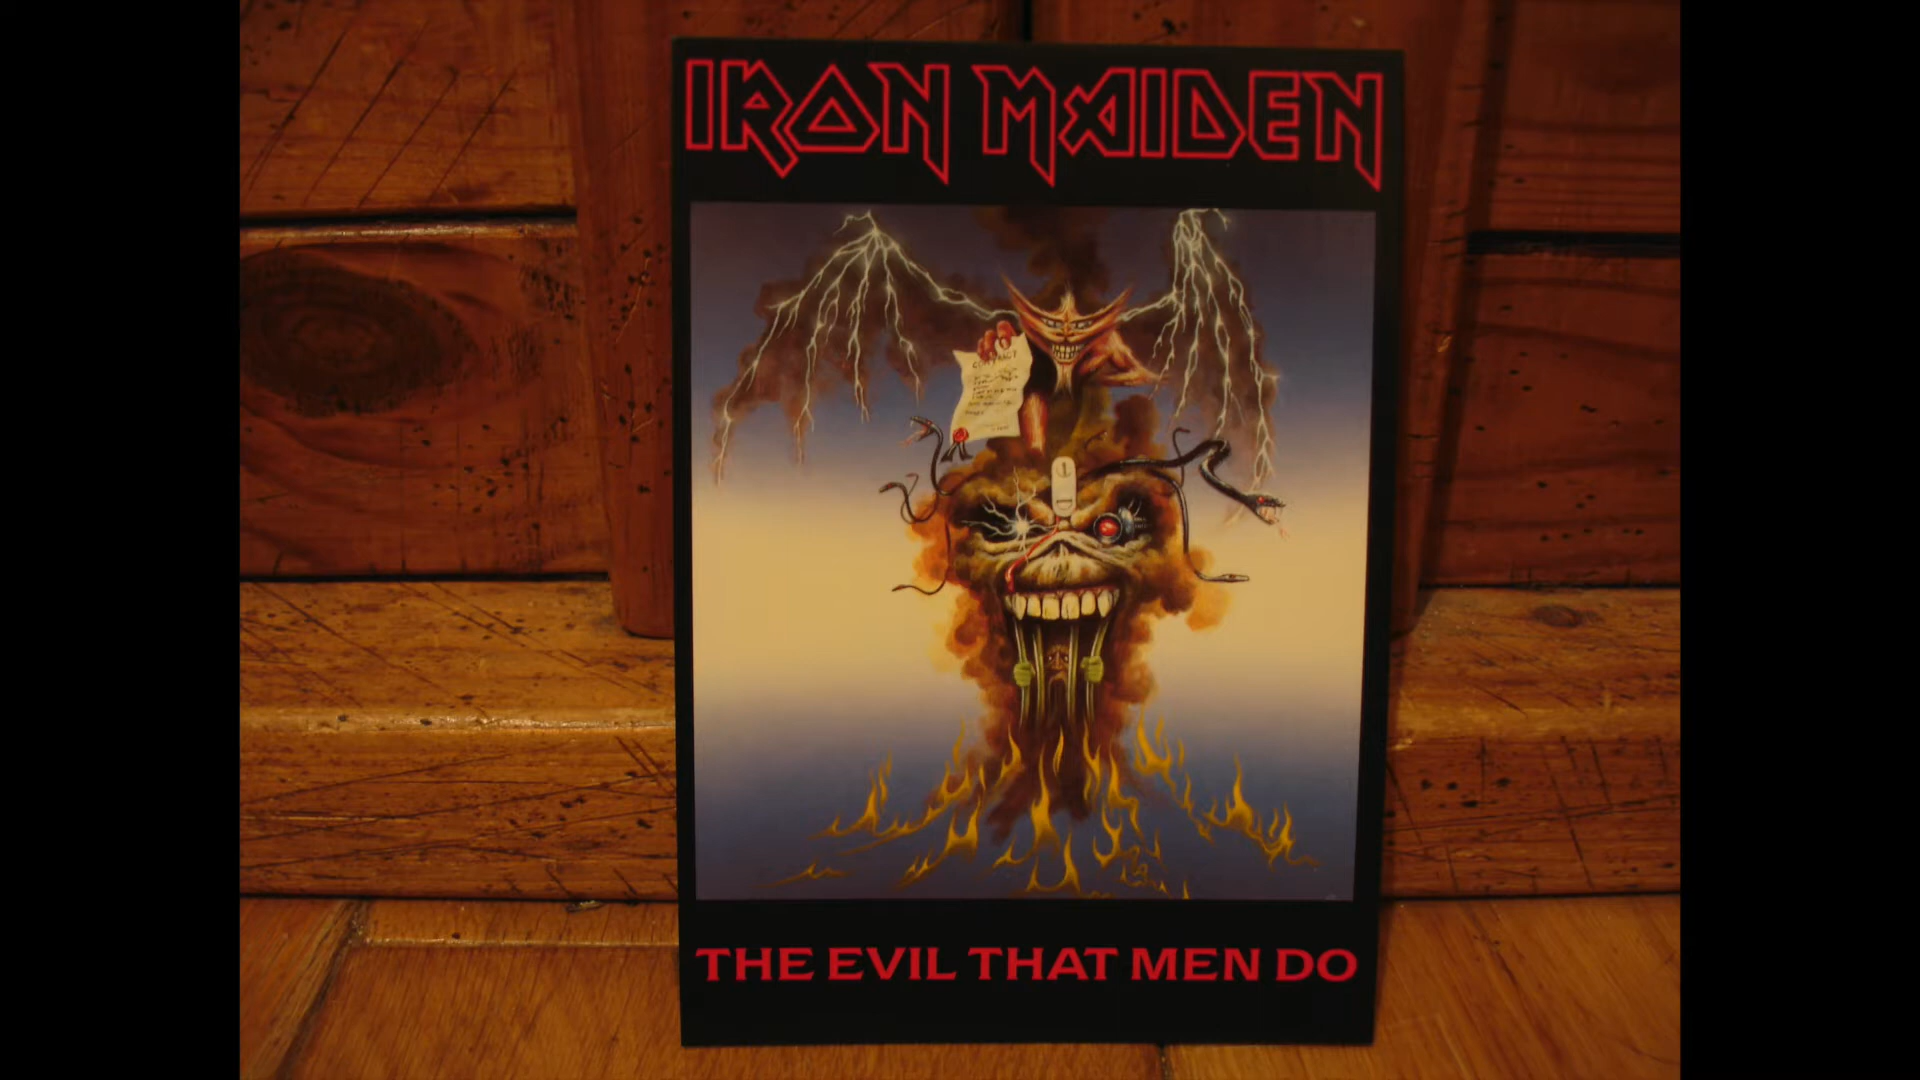 IRON MAIDEN
CONTRACT
THE EVIL THAT MEN DO